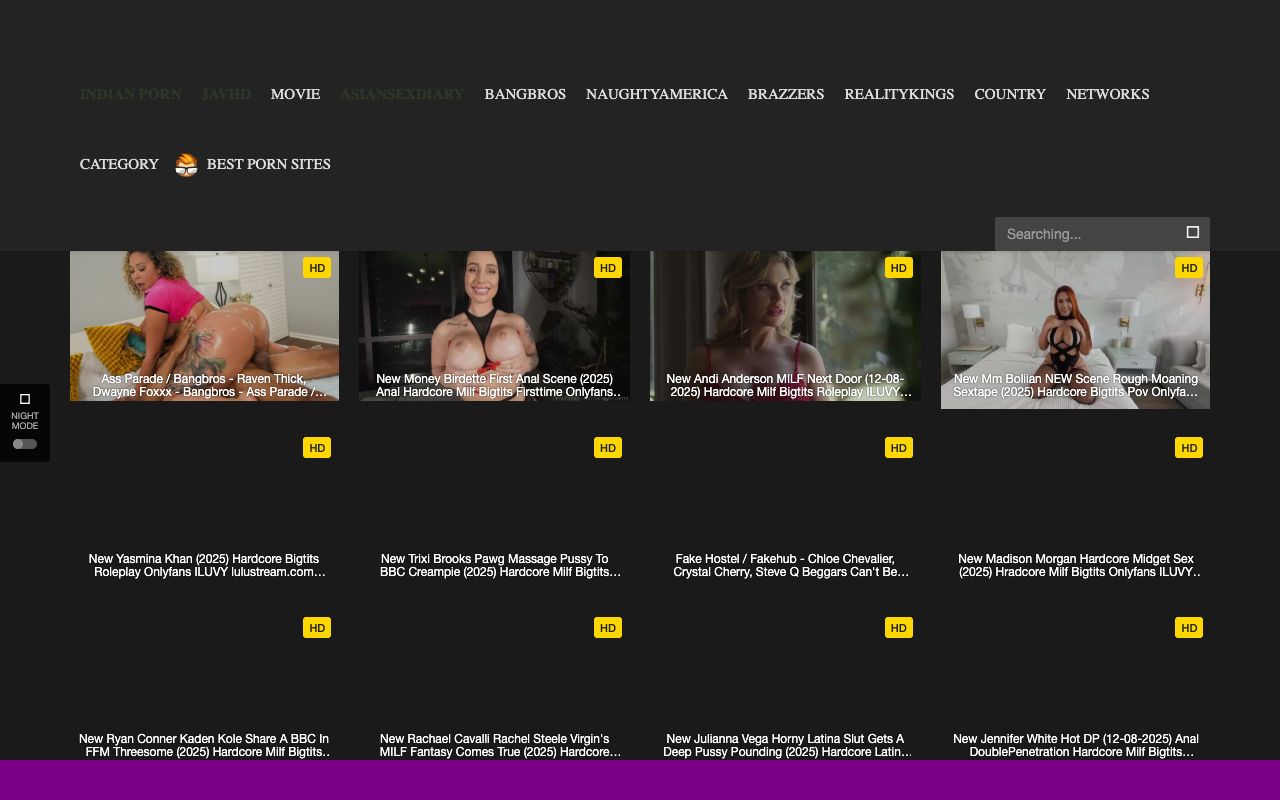 INDIAN PORN JAVHD MOVIE ASIANSEXDIARY BANGBROS NAUGHTYAMERICA BRAZZERS REALITYKINGS COUNTRY NETWORKS
CATEGORY BEST PORN SITES
Searching...
HD HD HD HD
Ass Parade / Bangbros - Raven Thick,
Dwayne Foxxx - Bangbros - Ass Parade /...
New Money Birdette First Anal Scene (2025)
Anal Hardcore Milf Bigtits Firsttime Onlyfans..
New Andi Anderson MILF Next Door (12-08-
2025) Hardcore Milf Bigtits Roleplay ILUVY...
New Mm Boliian NEW Scene Rough Moaning
Sextape (2025) Hardcore Bigtits Pov Onlyfa...
NIGHT
MODE
HD HD HD HD
New Yasmina Khan (2025) Hardcore Bigtits
Roleplay Onlyfans ILUVY lulustream.com...
New Trixi Brooks Pawg Massage Pussy To
BBC Creampie (2025) Hardcore Milf Bigtits...
Fake Hostel / Fakehub - Chloe Chevalier,
Crystal Cherry, Steve Q Beggars Can't Be...
New Madison Morgan Hardcore Midget Sex
(2025) Hradcore Milf Bigtits Onlyfans ILUVY..
HD HD HD HD
New Ryan Conner Kaden Kole Share A BBC In
FFM Threesome (2025) Hardcore Milf Bigtits..
New Rachael Cavalli Rachel Steele Virgin's
MILF Fantasy Comes True (2025) Hardcore...
New Julianna Vega Horny Latina Slut Gets A
Deep Pussy Pounding (2025) Hardcore Latin...
New Jennifer White Hot DP (12-08-2025) Anal
DoublePenetration Hardcore Milf Bigtits...